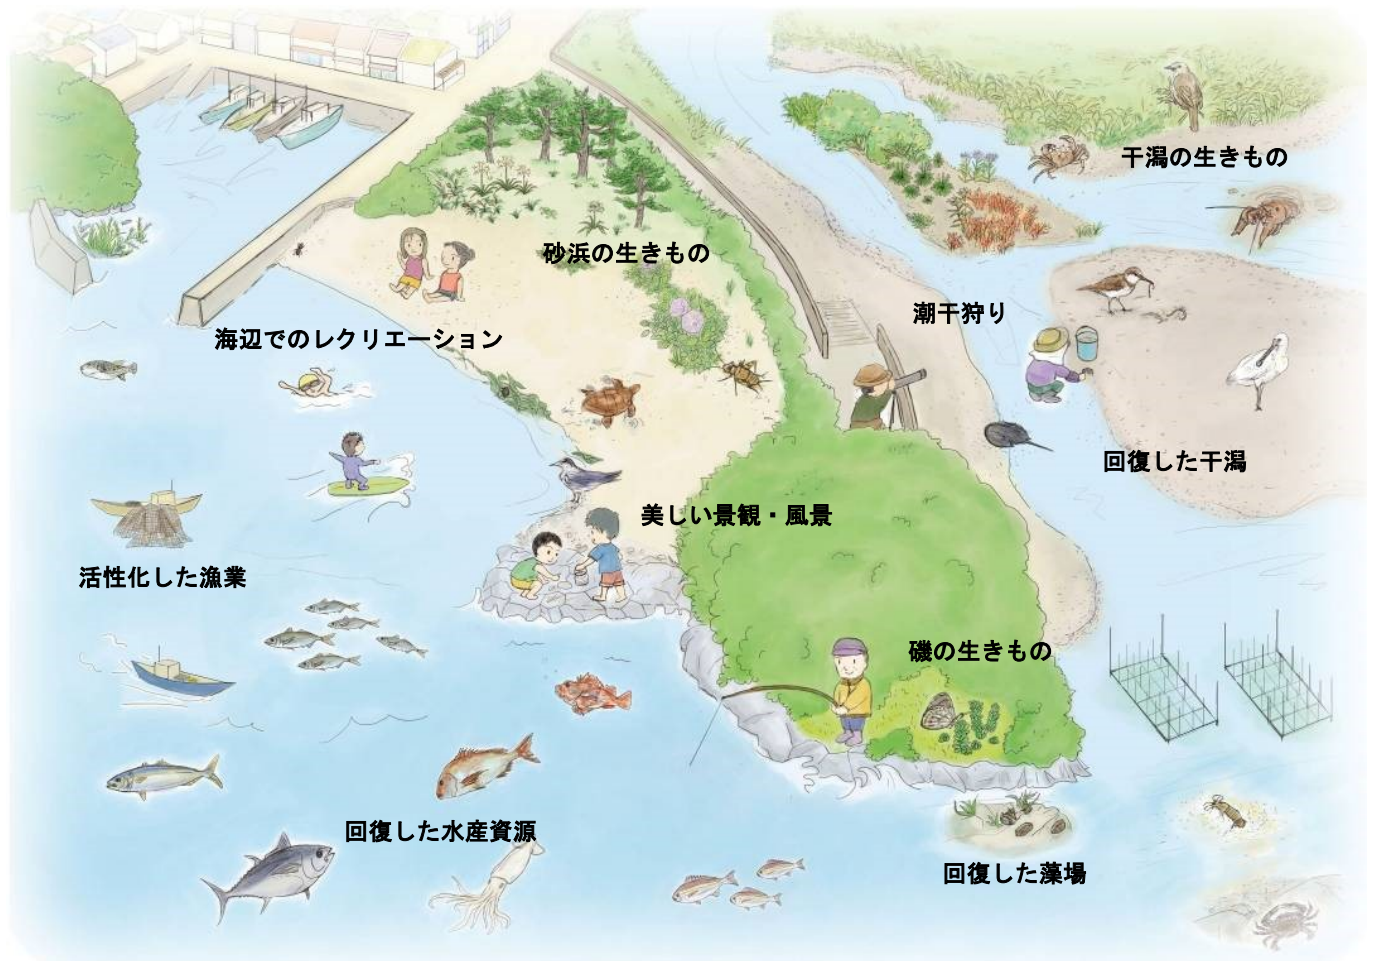 干潟の生きもの
砂浜の生きもの
潮干狩り
海辺でのレクリエーション
回復した干潟
美しい景観・風景
活性化した漁業
磯の生きもの
回復した水産資源
回復した藻場